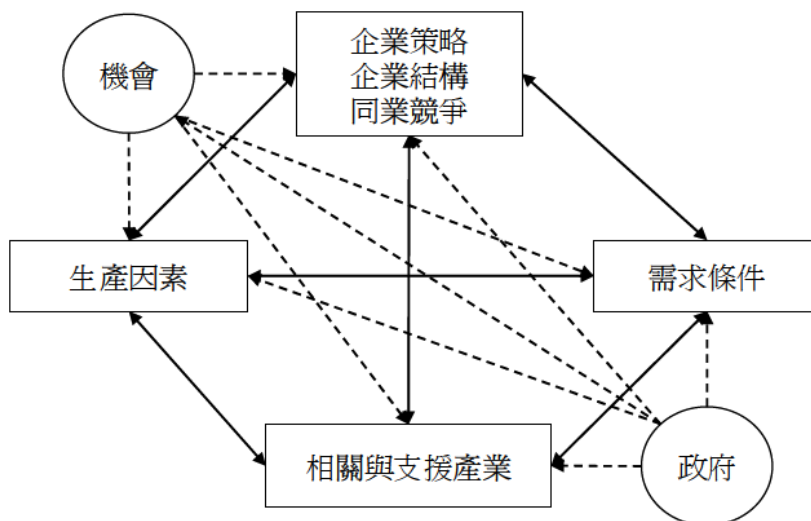 機會
企業策略
企業結構
同業競爭
生產因素
需求條件
相關與支援產業
政府